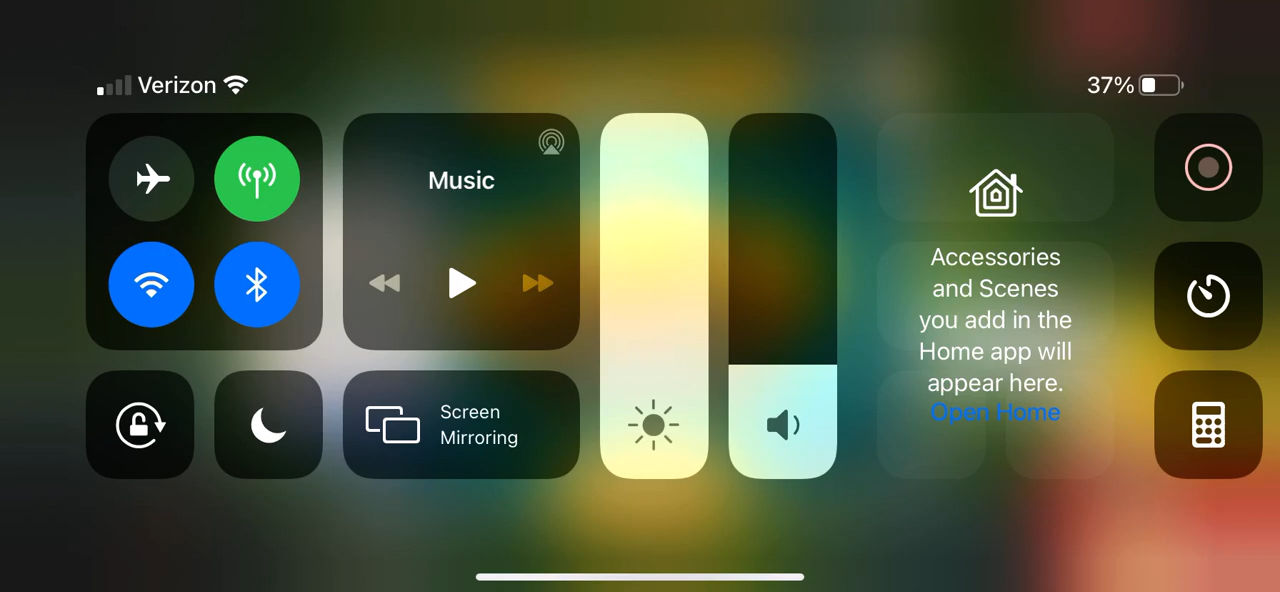 Verizon
37%
Music
Screen
Mirroring
Accessories
and Scenes
you add in the
Home app will
appear here.
Open Home